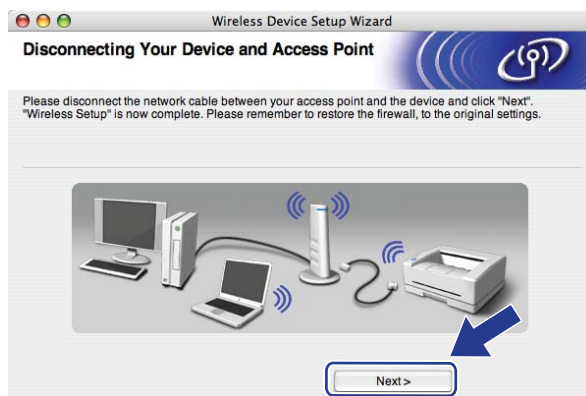 Wireless Device Setup Wizard
Disconnecting Your Device and Access Point
Please disconnect the network cable between your access point and the device and click "Next".
"Wireless Setup" is now complete. Please remember to restore the firewall, to the original settings.
Next >